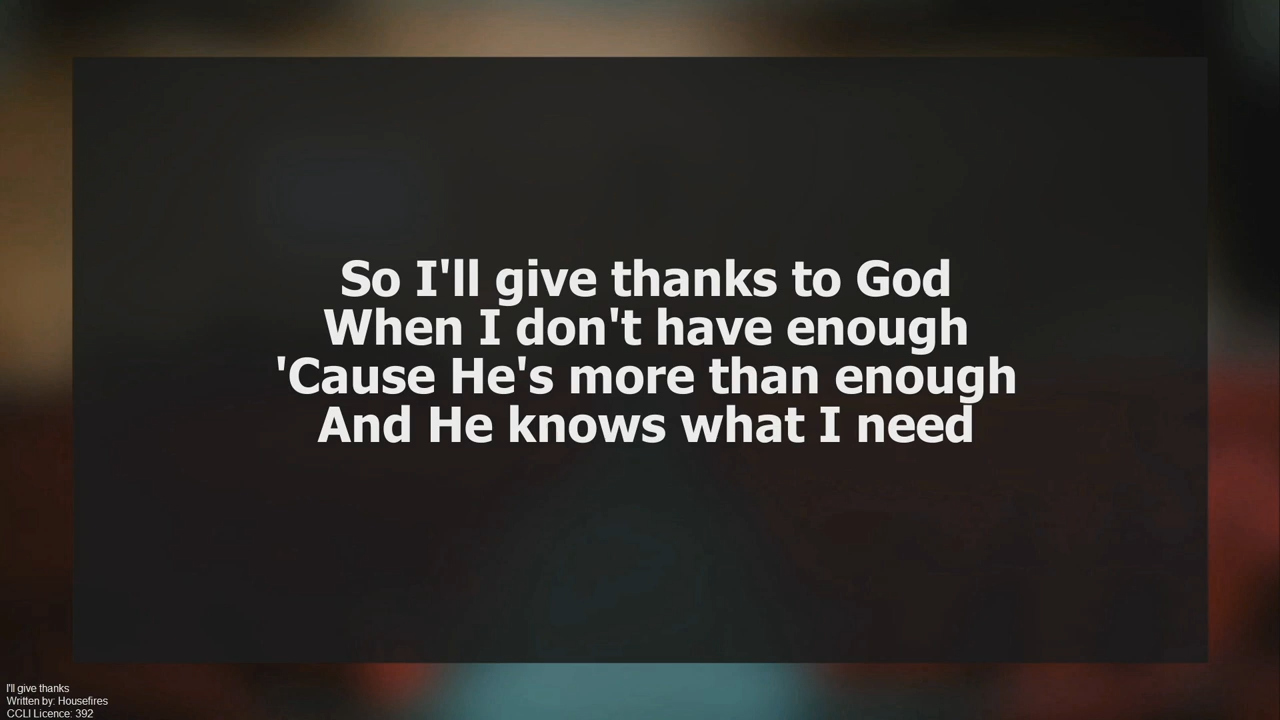 So I'll give thanks to God
When I don't have enough
'Cause He's more than enough
And He knows what I need
I'll give thanks
Written by: Housefires
CCLI Licence: 392